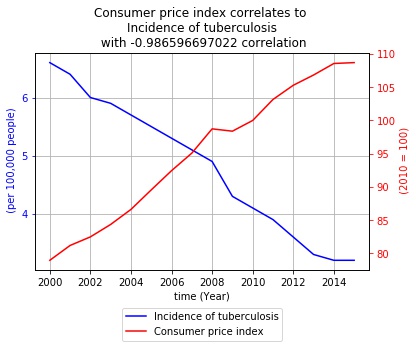 Consumer price index correlates to
Incidence of tuberculosis
with -0.986596697022 correlation
(per 100,000 people)
6
5
4
110
105
100
95
90
85
80
(2010 = 100)
2000 2002 2004 2006 2008 2010 2012 2014
time (Year)
Incidence of tuberculosis
Consumer price index